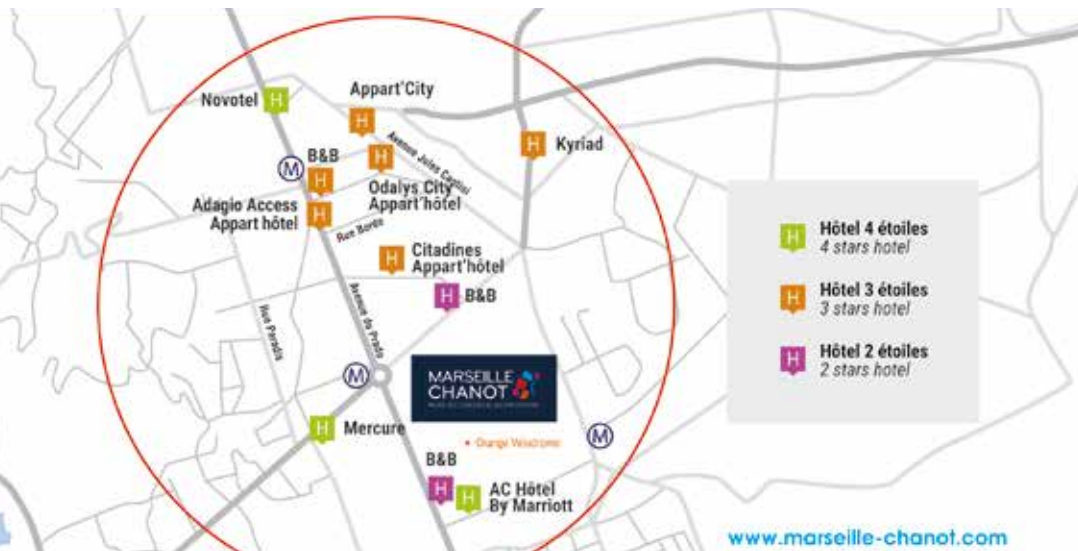 Appart'City
Novotel
H
H
H
Kyriad
Avenue Jules Cantini
M
B&B
H
H
Odalys City
Appart'hôtel
Adagio Access
Appart hôtel
H
Rue Borde
H
Citadines
Appart'hôtel
H
B&B
Avenue du Prado
Rue Paradis
M
MARSEILLE
CHANOT
H
Mercure
Orange Vélodrome
M
B&B
H
H
AC Hôtel
By Marriott
H
Hôtel 4 étoiles
4 stars hotel
H
Hôtel 3 étoiles
3 stars hotel
H
Hôtel 2 étoiles
2 stars hotel
www.marseille-chanot.com